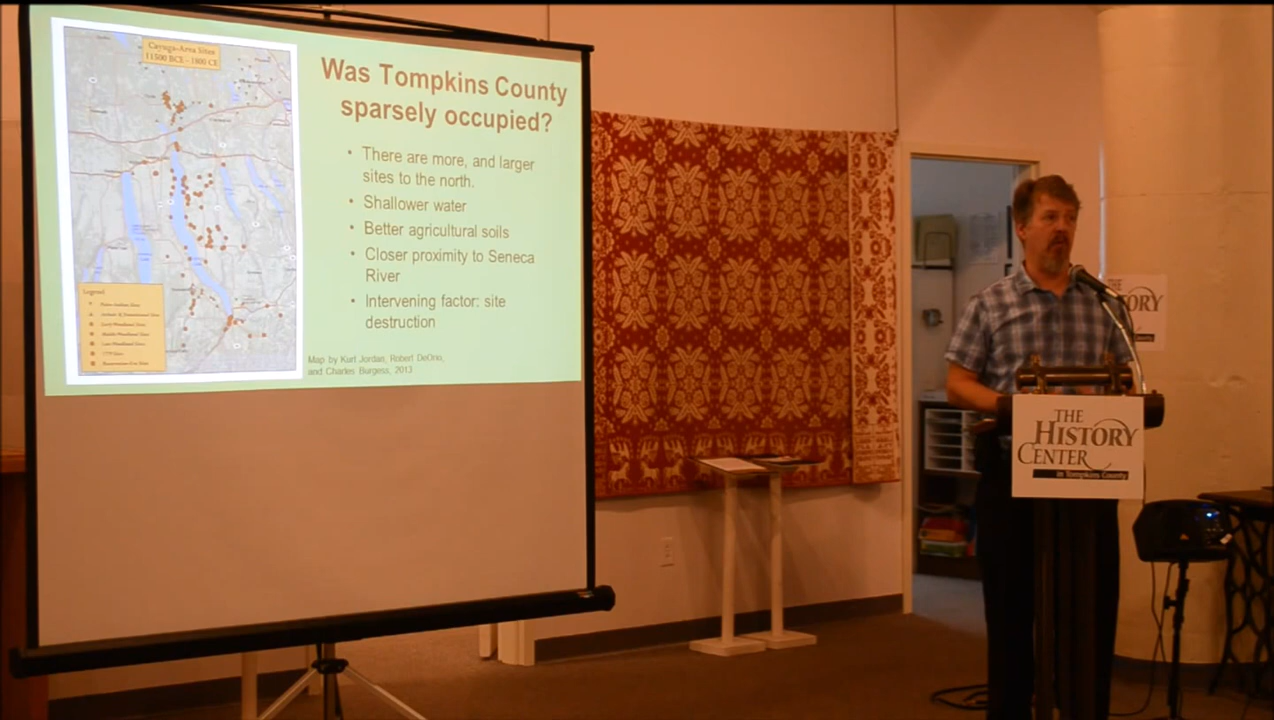 Cayuga-Area Sites
11500 BCE - 1800 CE
Legend
Was Tompkins County
sparsely occupied?
• There are more, and larger
sites to the north.
• Shallower water
• Better agricultural soils
• Closer proximity to Seneca
River
• Intervening factor: site
destruction
Map by Kurt Jordan, Robert DeOrio,
and Charles Burgess, 2013
THE
HISTORY
CENTER
in Tompkins County
THE
ISTORY